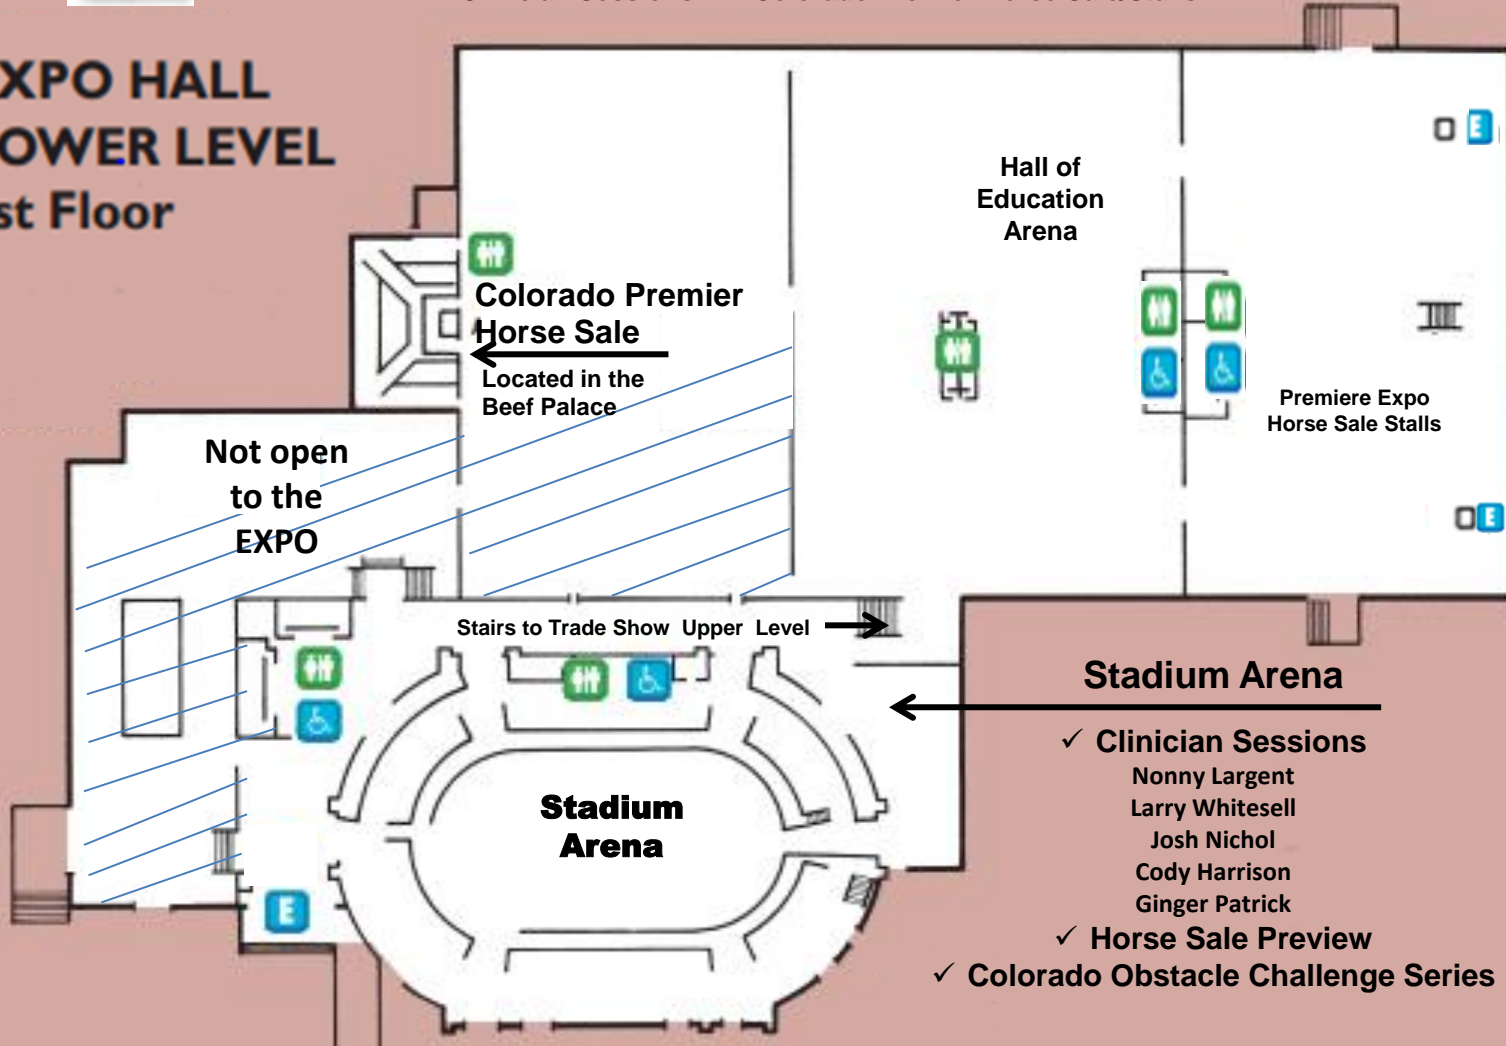 XPO HALL
OWER LEVEL
st Floor
Hall of
Education
Arena
Colorado Premier
Horse Sale
Located in the
Beef Palace
Premiere Expo
Horse Sale Stalls
Not open
to the
EXPO
Stairs to Trade Show Upper Level
Stadium Arena
✓ Clinician Sessions
Nonny Largent
Larry Whitesell
Josh Nichol
Cody Harrison
Ginger Patrick
✓ Horse Sale Preview
✓ Colorado Obstacle Challenge Series
Stadium
Arena
E
E
E